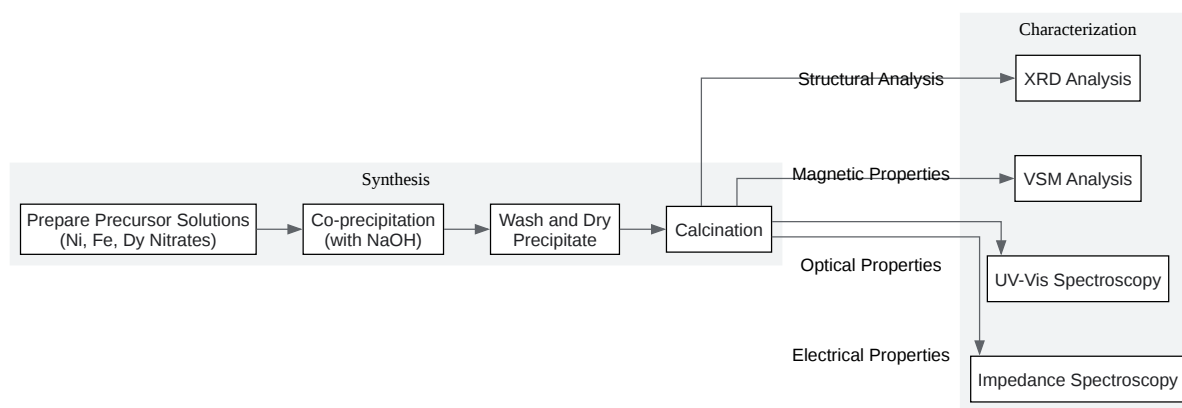 Characterization
Structural Analysis
XRD Analysis
Synthesis
Magnetic Properties
VSM Analysis
Prepare Precursor Solutions
(Ni, Fe, Dy Nitrates)
Co-precipitation
(with NaOH)
Wash and Dry
Precipitate
Calcination
Optical Properties
UV-Vis Spectroscopy
Electrical Properties
Impedance Spectroscopy